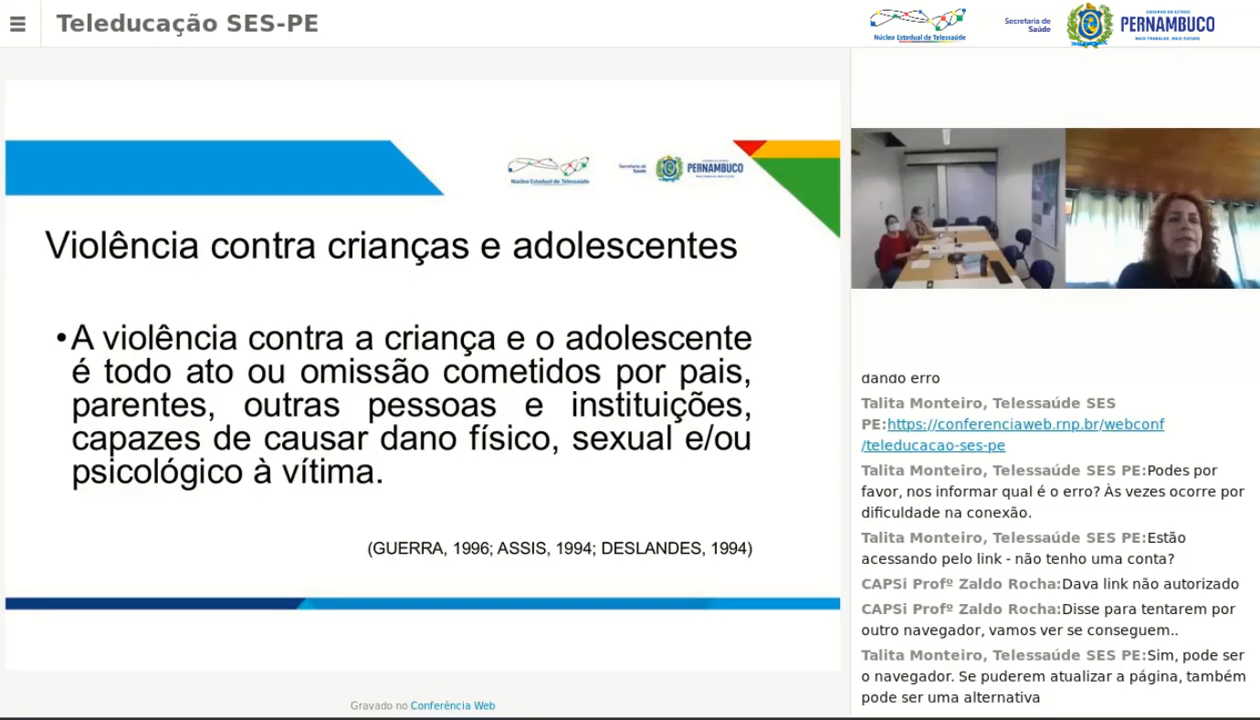 Teleducação SES-PE
Núcleo Estadual de Telessaúde
Secretaria de
Saúde
GOVERNO DO ESTADO
PERNAMBUCO
MAIS TRABALHO, MAIS FUTURO
Núcleo Estadual de Telessaúde
Secretaria de
Saúde
PERNAMBUCO
Violência contra crianças e adolescentes
•A violência contra a criança e o adolescente
é todo ato ou omissão cometidos por pais,
parentes, outras pessoas e instituições,
capazes de causar dano físico, sexual e/ou
psicológico à vítima.
(GUERRA, 1996; ASSIS, 1994; DESLANDES, 1994)
Gravado no Conferência Web
dando erro
Talita Monteiro, Telessaúde SES
PE:https://conferenciaweb.rnp.br/webconf
/teleducacao-ses-pe
Talita Monteiro, Telessaúde SES PE:Podes por
favor, nos informar qual é o erro? Às vezes ocorre por
dificuldade na conexão.
Talita Monteiro, Telessaúde SES PE:Estão
acessando pelo link - não tenho uma conta?
CAPSi Profº Zaldo Rocha:Dava link não autorizado
CAPSi Profº Zaldo Rocha:Disse para tentarem por
outro navegador, vamos ver se conseguem..
Talita Monteiro, Telessaúde SES PE:Sim, pode ser
o navegador. Se puderem atualizar a página, também
pode ser uma alternativa